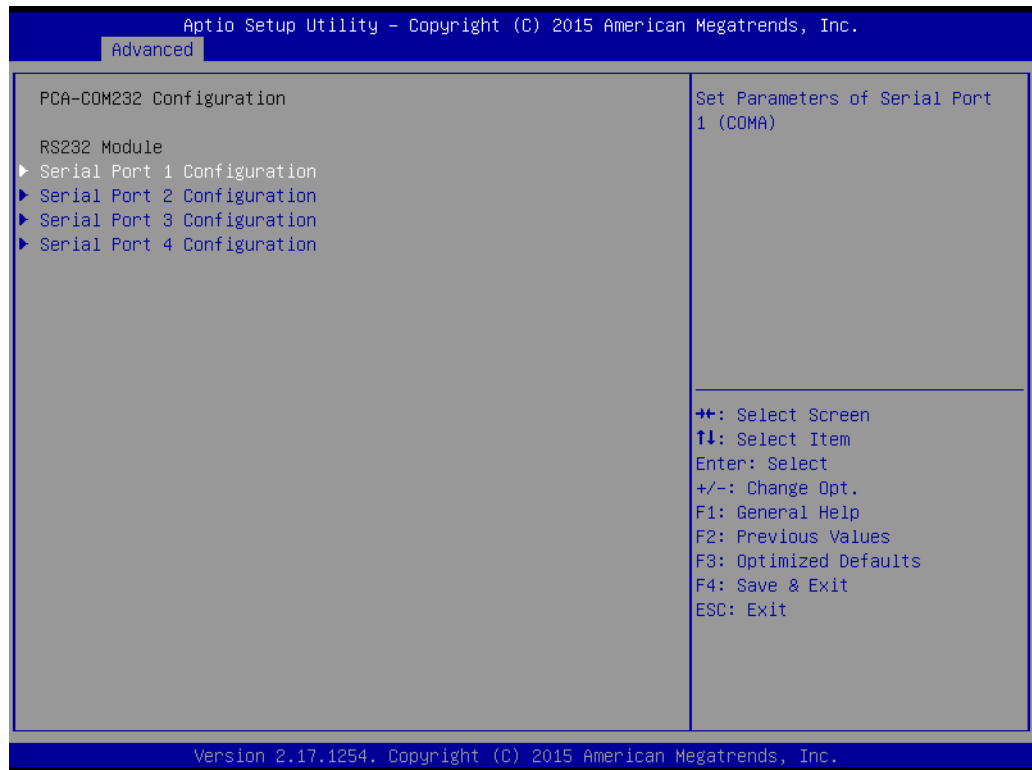 Aptio Setup Utility – Copyright (C) 2015 American Megatrends, Inc.
Advanced
PCA-COM232 Configuration
RS232 Module
▶ Serial Port 1 Configuration
▶ Serial Port 2 Configuration
▶ Serial Port 3 Configuration
▶ Serial Port 4 Configuration
Set Parameters of Serial Port
1 (COMA)
→←: Select Screen
↑↓: Select Item
Enter: Select
+/-: Change Opt.
F1: General Help
F2: Previous Values
F3: Optimized Defaults
F4: Save & Exit
ESC: Exit
Version 2.17.1254. Copyright (C) 2015 American Megatrends, Inc.